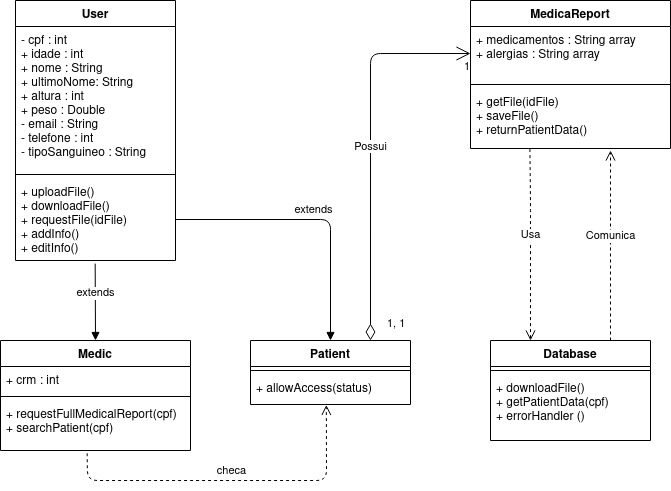 User
- cpf : int
+ idade : int
+ nome : String
+ ultimoNome: String
+ altura : int
+ peso : Double
- email : String
- telefone : int
- tipoSanguineo : String
+ uploadFile()
+ downloadFile()
+ requestFile(idFile)
+ addInfo()
+ editInfo()
MedicaReport
+ medicamentos : String array
+ alergias : String array
+ getFile(idFile)
+ saveFile()
+ returnPatientData()
1
Possui
extends
extends
Usa
Comunica
1, 1
Medic
+ crm : int
+ requestFullMedicalReport(cpf)
+ searchPatient(cpf)
Patient
+ allowAccess(status)
Database
+ downloadFile()
+ getPatientData(cpf)
+ errorHandler ()
checa